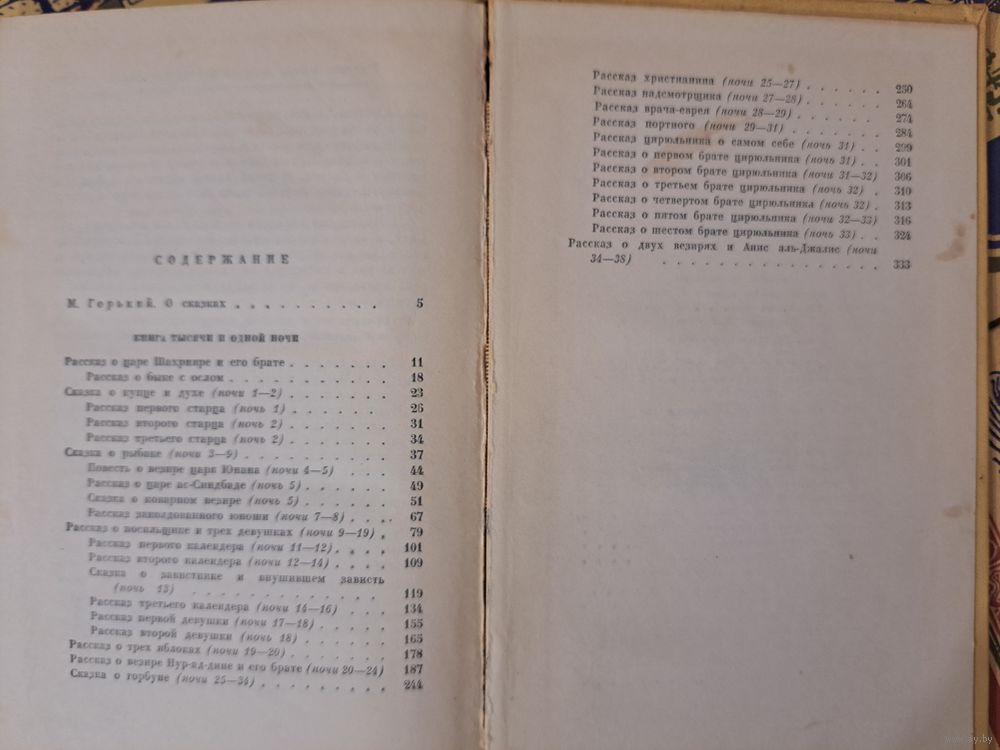 СОДЕРЖАНИЕ
М. Горький. О сказках . . . . . . . . . . 5
КНИГА ТЫСЯЧИ И ОДНОЙ НОЧИ
Рассказ о царе Шахрияре и его брате . . . . . . . 11
Рассказ о быке с ослом . . . . . . . . . . . 18
Сказка о купце и духе (ночи 1—2) . . . . . . . 23
Рассказ первого старца (ночь 1) . . . . . . 26
Рассказ второго старца (ночь 2) . . . . . . . 31
Рассказ третьего старца (ночь 2) . . . . . . . 34
Сказка о рыбаке (ночи 3—9) . . . . . . . . . . 37
Повесть о везире царя Юнана (ночи 4—5) . . . 44
Рассказ о царе ас-Синдбаде (ночь 5) . . . . . . 49
Сказка о коварном везире (ночь 5) . . . . . . 51
Рассказ заколдованного юноши (ночи 7—8) . . . . 67
Рассказ о носильщике и трех девушках (ночи 9—19) . 79
Рассказ первого календера (ночи 11—12) . . . . 101
Рассказ второго календера (ночи 12—14) . . . . 109
Сказка о завистнике и внушившем зависть
(ночь 13) . . . . . . . . . . . . . 119
Рассказ третьего календера (ночи 14—16) . . . . 134
Рассказ первой девушки (ночи 17—18) . . . . . 155
Рассказ второй девушки (ночь 18) . . . . . . 165
Рассказ о трех яблоках (ночи 19—20) . . . . . . . 178
Рассказ о везире Нур-ад-дине и его брате (ночи 20—24) 187
Сказка о горбуне (ночи 25—34) . . . . . . . . . 244
Рассказ христианина (ночи 25—27) . . . . . . 250
Рассказ надсмотрщика (ночи 27—28) . . . . . . 264
Рассказ врача-еврея (ночи 28—29) . . . . . . 274
Рассказ портного (ночи 29—31) . . . . . . . 284
Рассказ цирюльника о самом себе (ночь 31) . . 299
Рассказ о первом брате цирюльника (ночь 31) . . 301
Рассказ о втором брате цирюльника (ночи 31—32) 306
Рассказ о третьем брате цирюльника (ночь 32) . 310
Рассказ о четвертом брате цирюльника (ночь 32) . 313
Рассказ о пятом брате цирюльника (ночи 32—33) 316
Рассказ о шестом брате цирюльника (ночь 33) . . 324
Рассказ о двух везирях и Анис аль-Джалис (ночи
34—38) . . . . . . . . . . . . . . . 333
www.ay.by